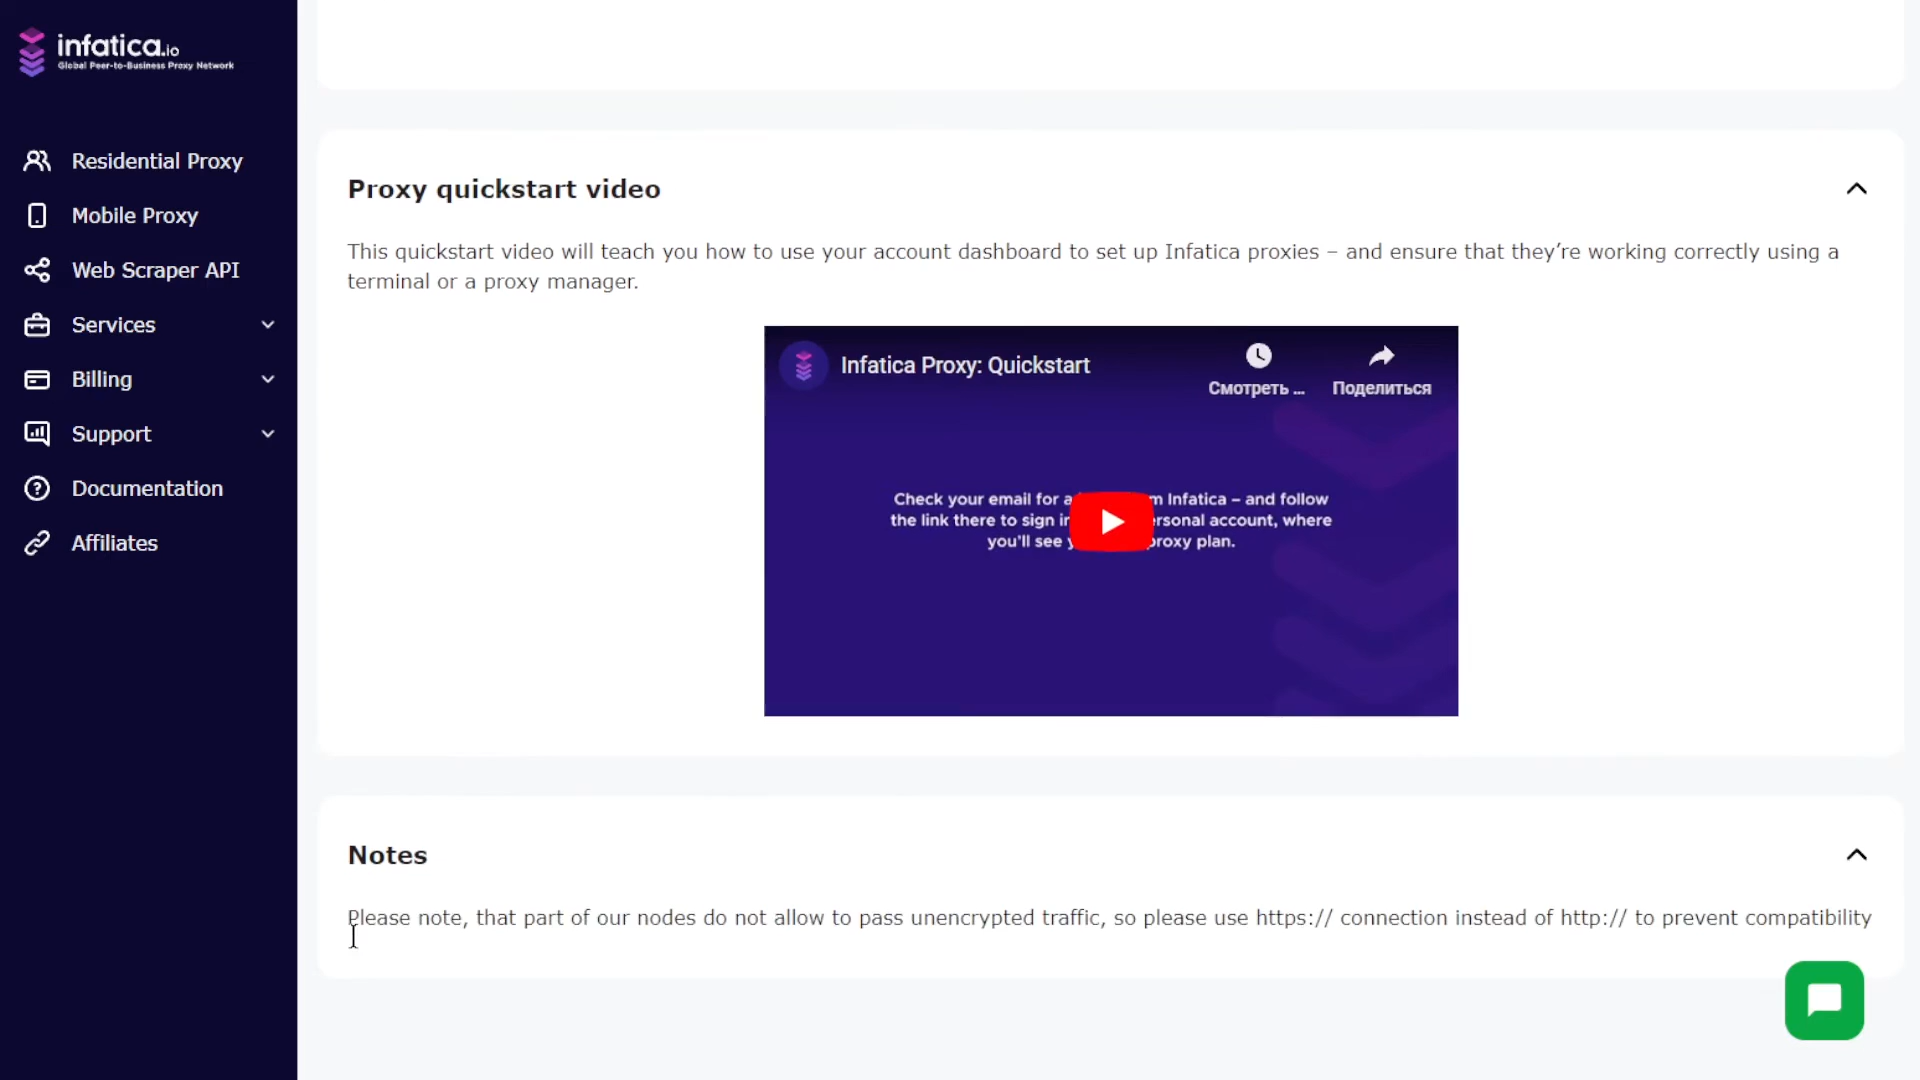 infatica.io
Global Peer-to-Business Proxy Network
Residential Proxy
Mobile Proxy
Web Scraper API
Services
Billing
Support
Documentation
Affiliates
Proxy quickstart video
This quickstart video will teach you how to use your account dashboard to set up Infatica proxies – and ensure that they’re working correctly using a
terminal or a proxy manager.
Infatica Proxy: Quickstart
Смотреть ...
Поделиться
Check your email for a m Infatica – and follow
the link there to sign in rsonal account, where
you'll see proxy plan.
Notes
Please note, that part of our nodes do not allow to pass unencrypted traffic, so please use https:// connection instead of http:// to prevent compatibility